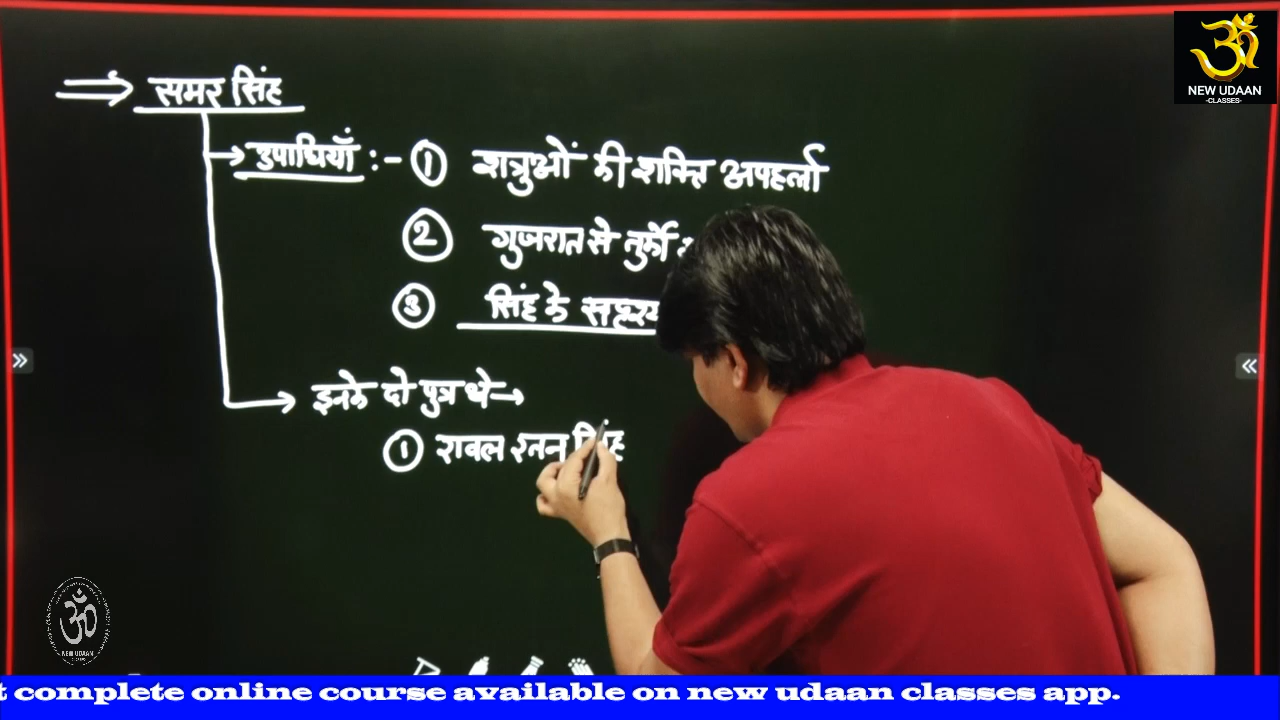 NEW UDAAN
-CLASSES-
⇒ समर सिंह
→ उपाधियाँ :- ① शत्रुओं की शक्ति अपहर्ता
② गुजरात से तुर्को
③ सिंह के
→ इनके दो पुत्र थे→
① रावल रतन सिंह
NEW UDAAN
complete online course available on new udaan classes app.